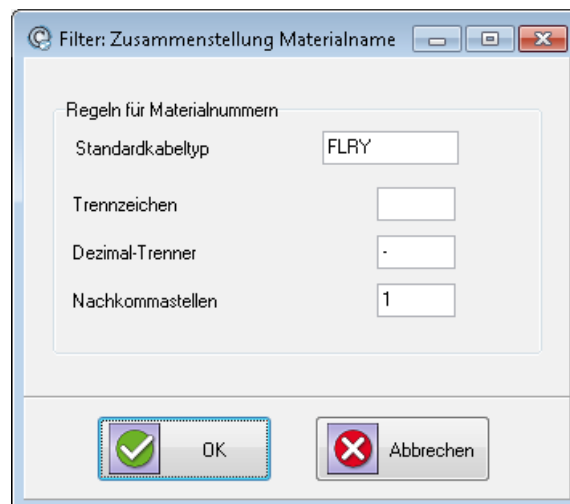 Filter: Zusammenstellung Materialname
Regeln für Materialnummern
Standardkabeltyp FLRY
Trennzeichen
Dezimal-Trenner -
Nachkommastellen 1
OK Abbrechen